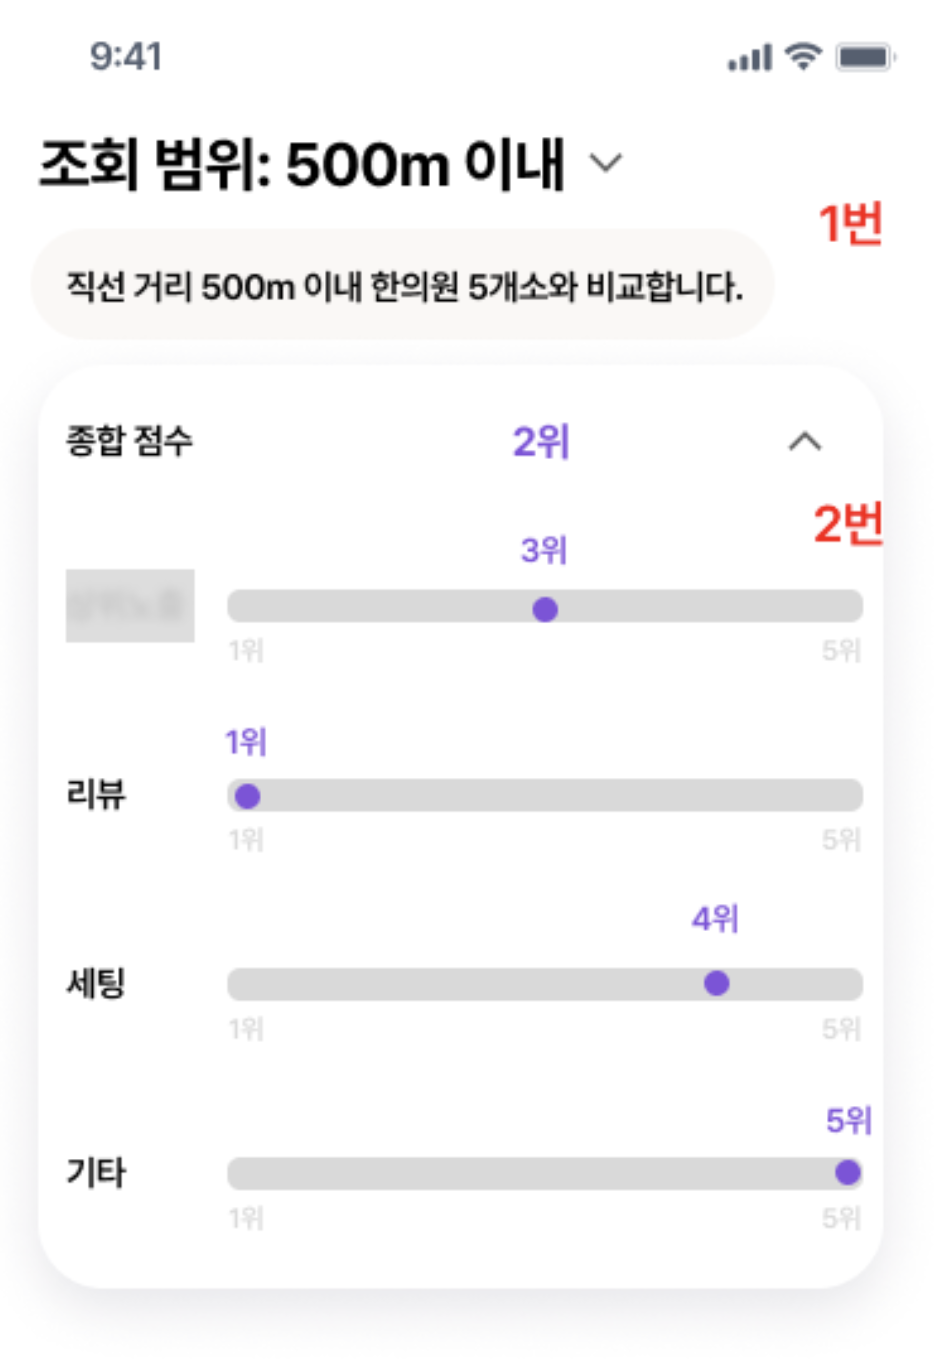 9:41
조회 범위: 500m 이내
1번
직선 거리 500m 이내 한의원 5개소와 비교합니다.
종합 점수 2위
2번
3위
1위 5위
1위
리뷰
1위 5위
4위
세팅
1위 5위
5위
기타
1위 5위